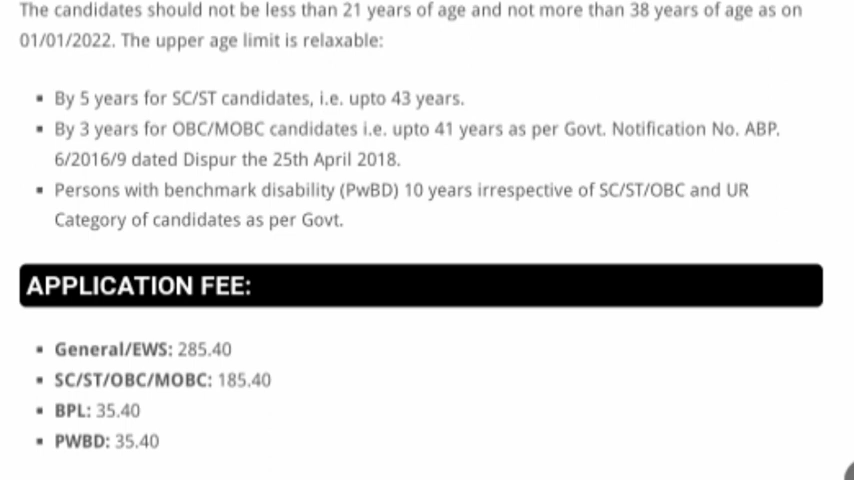 The candidates should not be less than 21 years of age and not more than 38 years of age as on
01/01/2022. The upper age limit is relaxable:
▪ By 5 years for SC/ST candidates, i.e. upto 43 years.
▪ By 3 years for OBC/MOBC candidates i.e. upto 41 years as per Govt. Notification No. ABP.
6/2016/9 dated Dispur the 25th April 2018.
▪ Persons with benchmark disability (PwBD) 10 years irrespective of SC/ST/OBC and UR
Category of candidates as per Govt.
APPLICATION FEE:
▪ General/EWS: 285.40
▪ SC/ST/OBC/MOBC: 185.40
▪ BPL: 35.40
▪ PWBD: 35.40